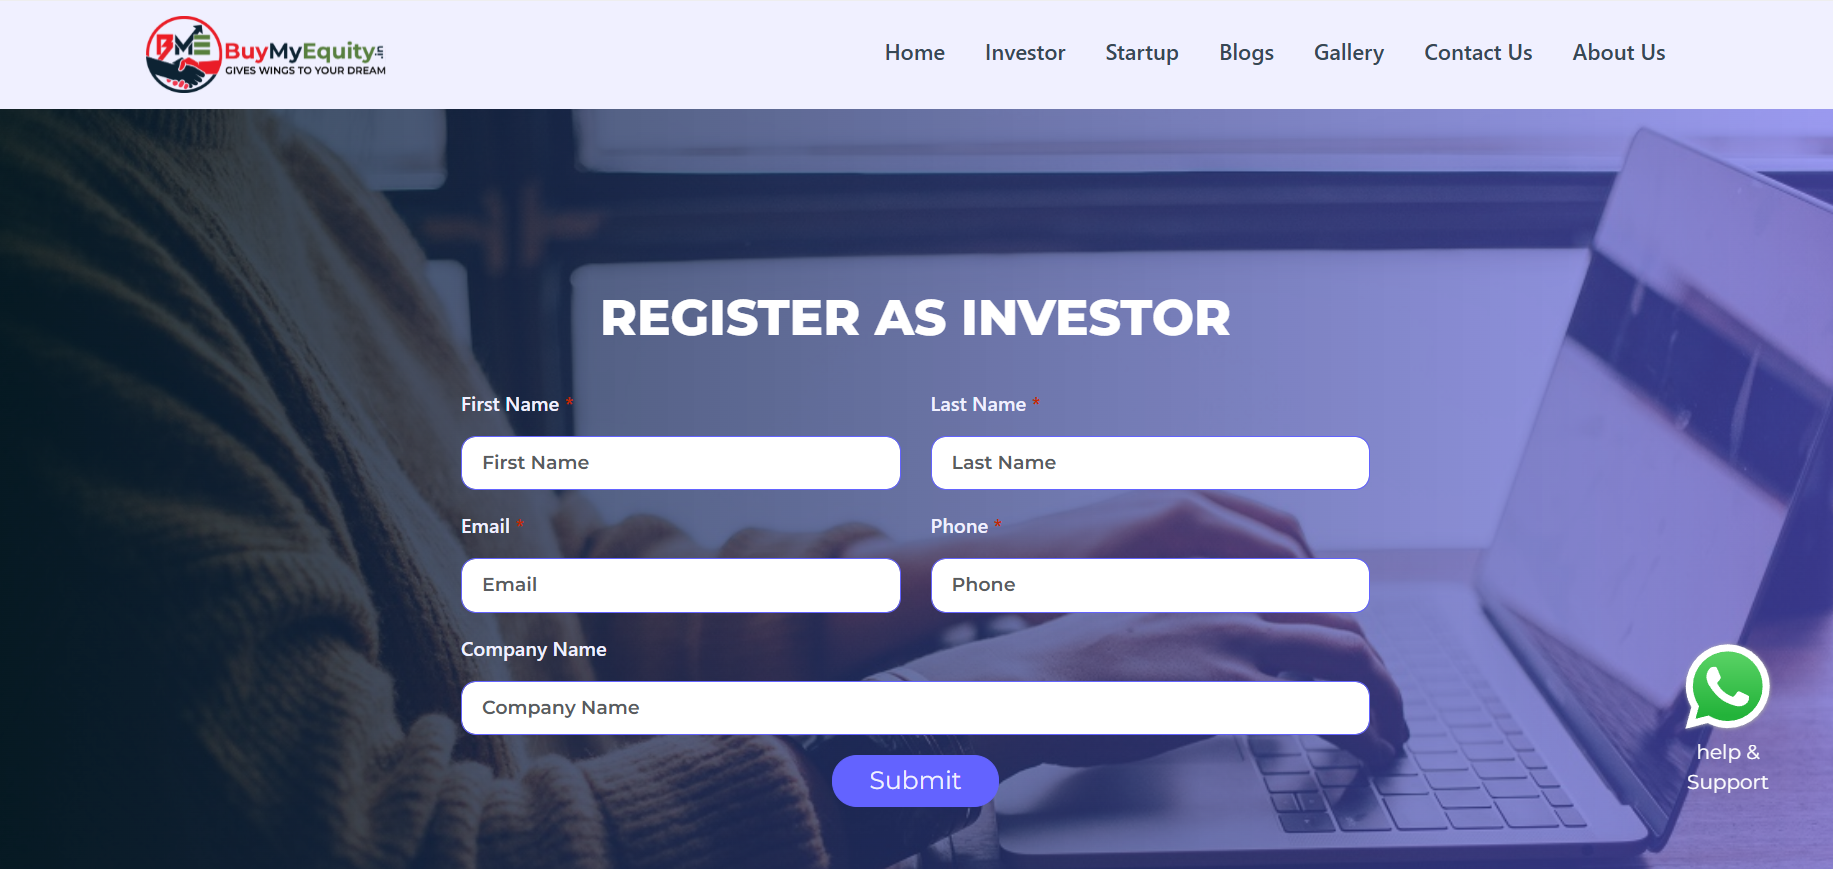 BME
BuyMyEquity.in
GIVES WINGS TO YOUR DREAM
Home Investor Startup Blogs Gallery Contact Us About Us
REGISTER AS INVESTOR
First Name * Last Name *
First Name Last Name
Email * Phone *
Email Phone
Company Name
Company Name
Submit
help &
Support